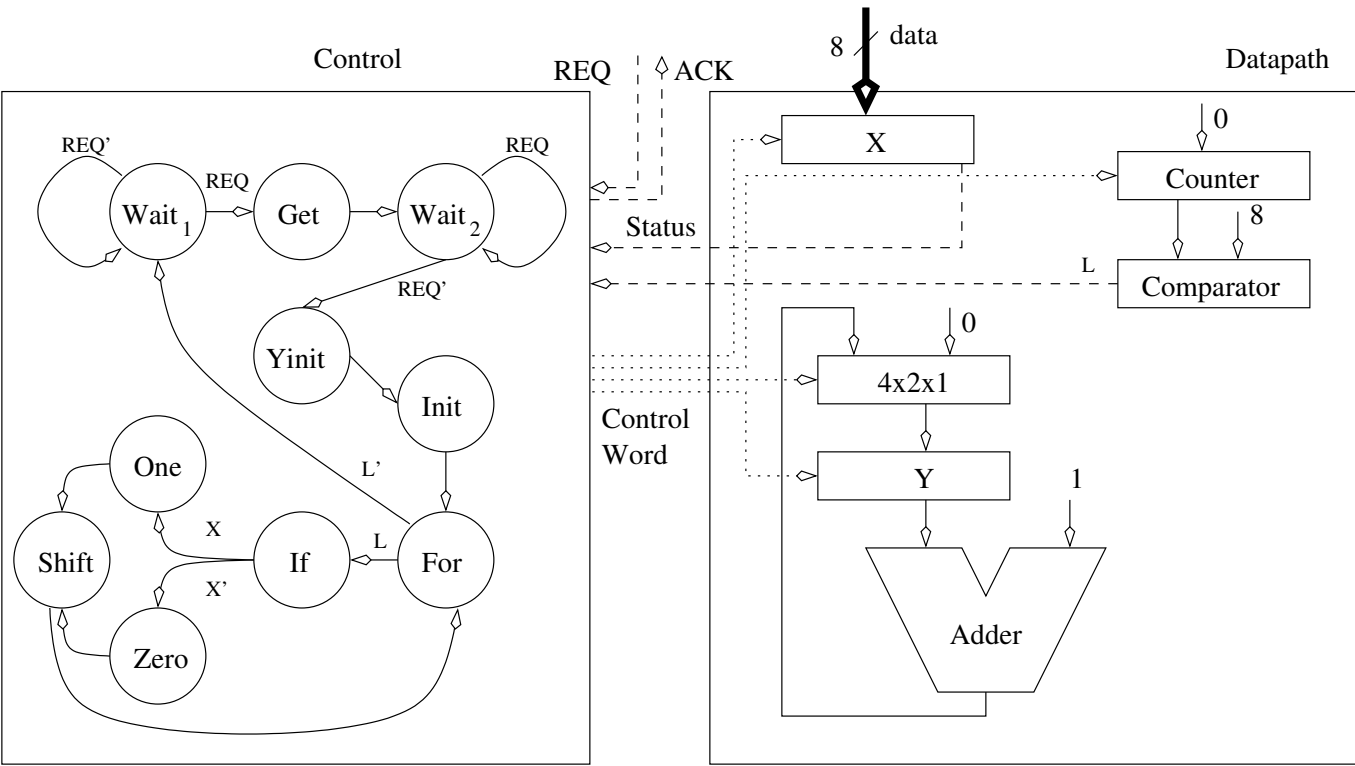 Control
REQ
ACK
8
data
Datapath
REQ'
REQ
REQ
Wait1
Get
Wait2
REQ'
Yinit
Init
One
L'
X
L
Shift
If
For
X'
Zero
Status
L
Control
Word
X
0
Counter
8
Comparator
0
4x2x1
Y
1
Adder